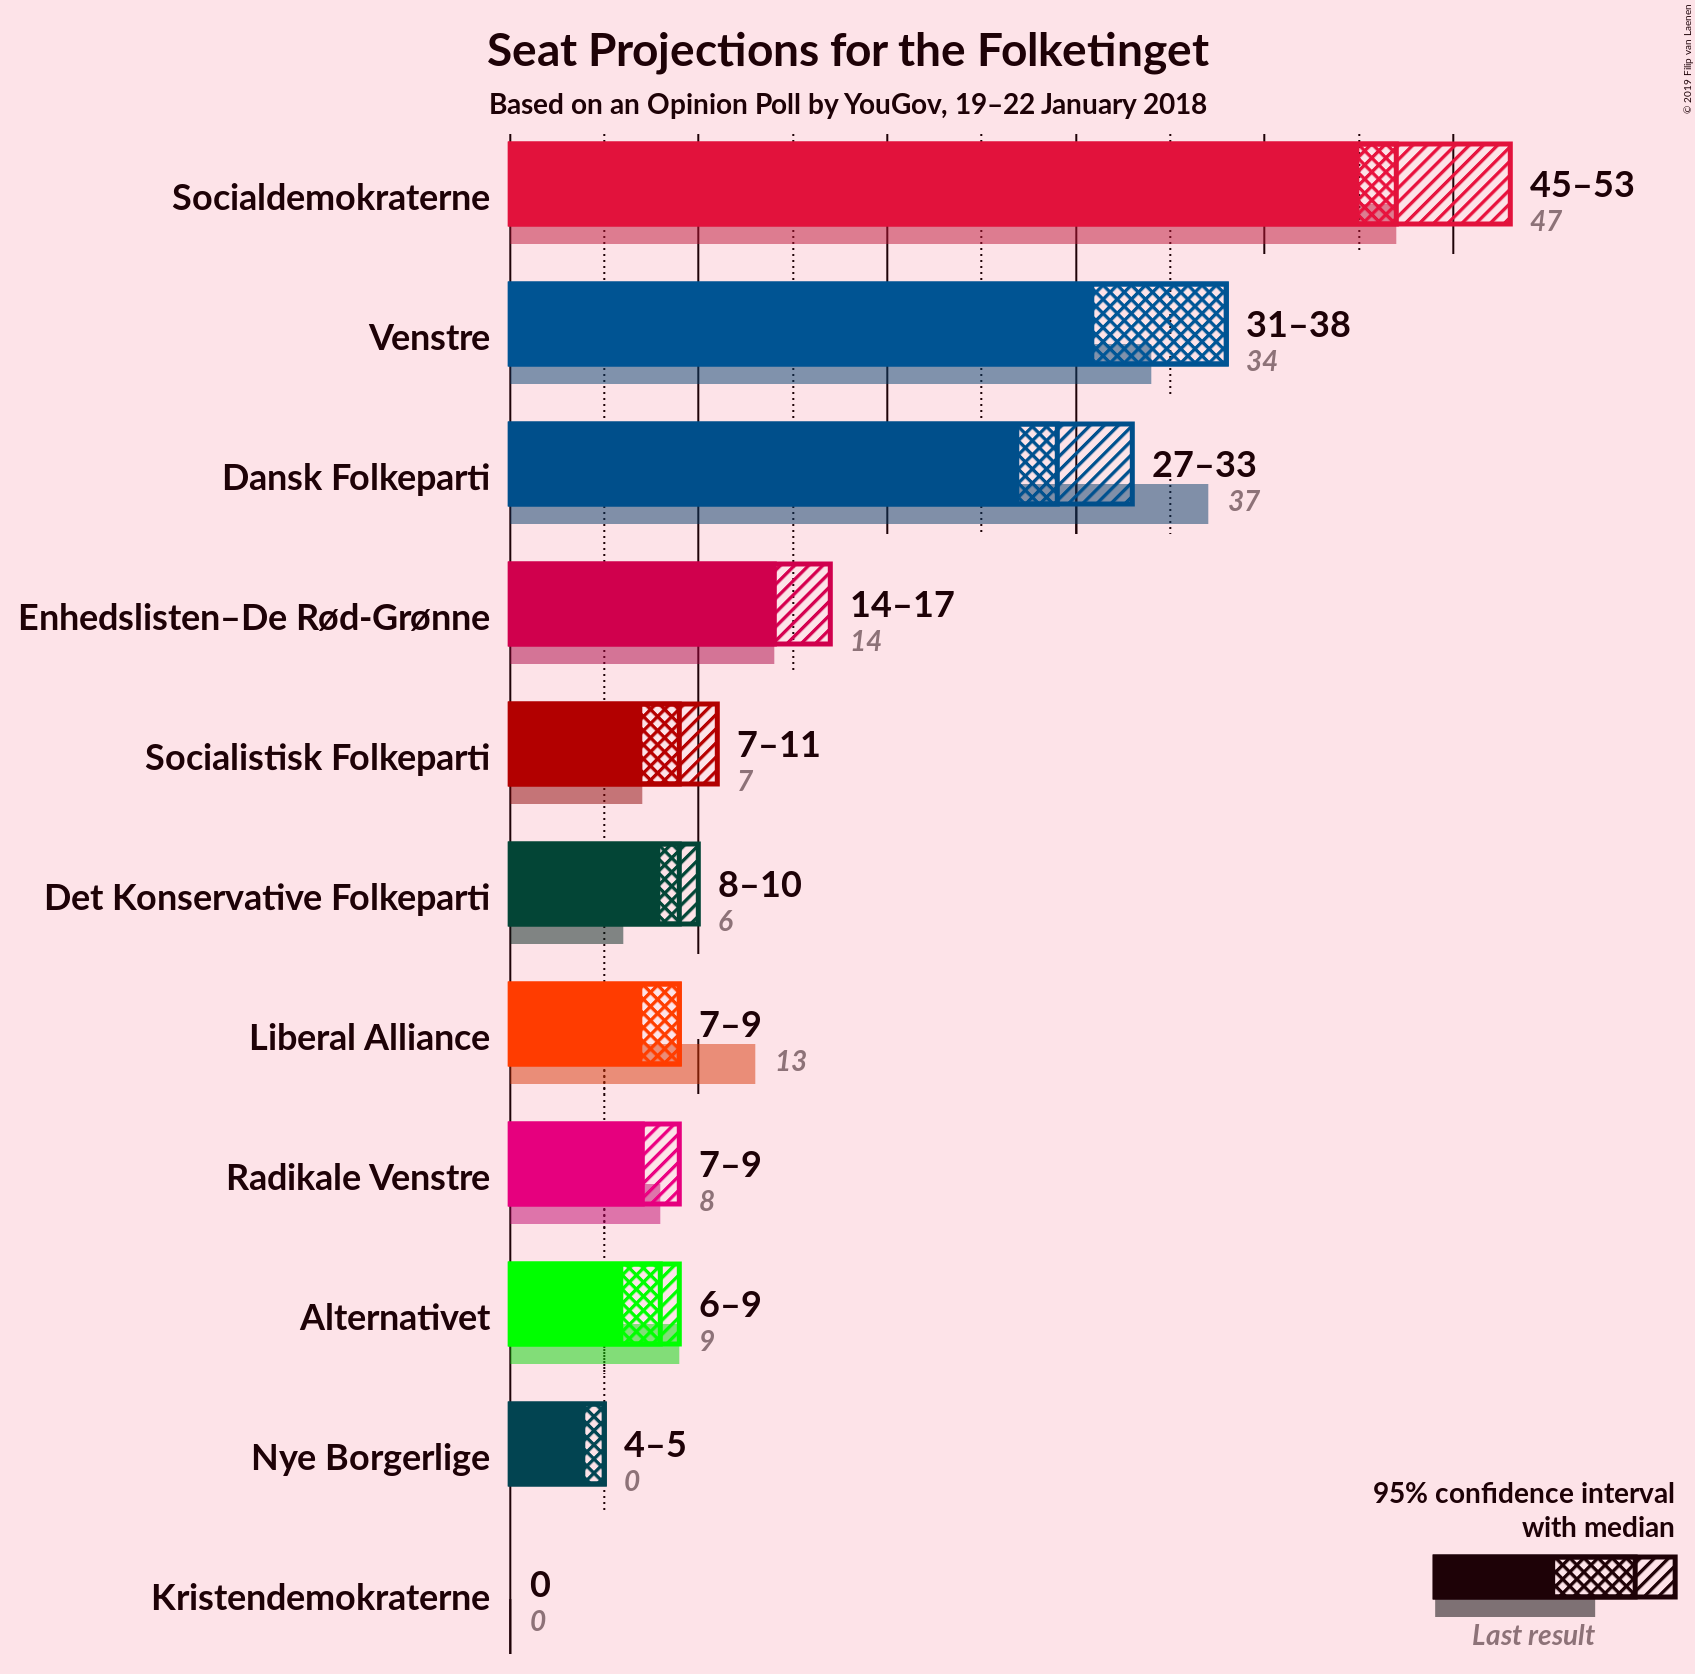 Seat Projections for the Folketinget
Based on an Opinion Poll by YouGov, 19–22 January 2018
© 2019 Filip van Laenen
Socialdemokraterne
45–53
47
Venstre
31–38
34
Dansk Folkeparti
27–33
37
Enhedslisten–De Rød-Grønne
14–17
14
Socialistisk Folkeparti
7–11
7
Det Konservative Folkeparti
8–10
6
Liberal Alliance
7–9
13
Radikale Venstre
7–9
8
Alternativet
6–9
9
Nye Borgerlige
4–5
0
Kristendemokraterne
0
0
95% confidence interval
with median
Last result